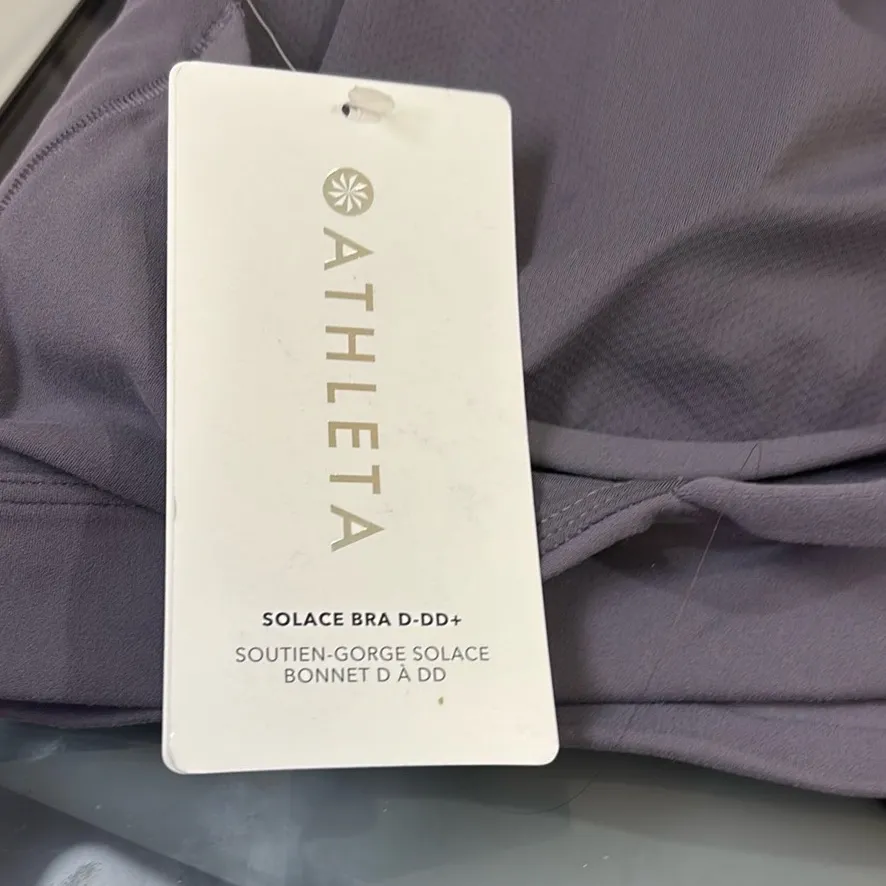 ATHLETA
SOLACE BRA D-DD+
SOUTIEN-GORGE SOLACE
BONNET D À DD